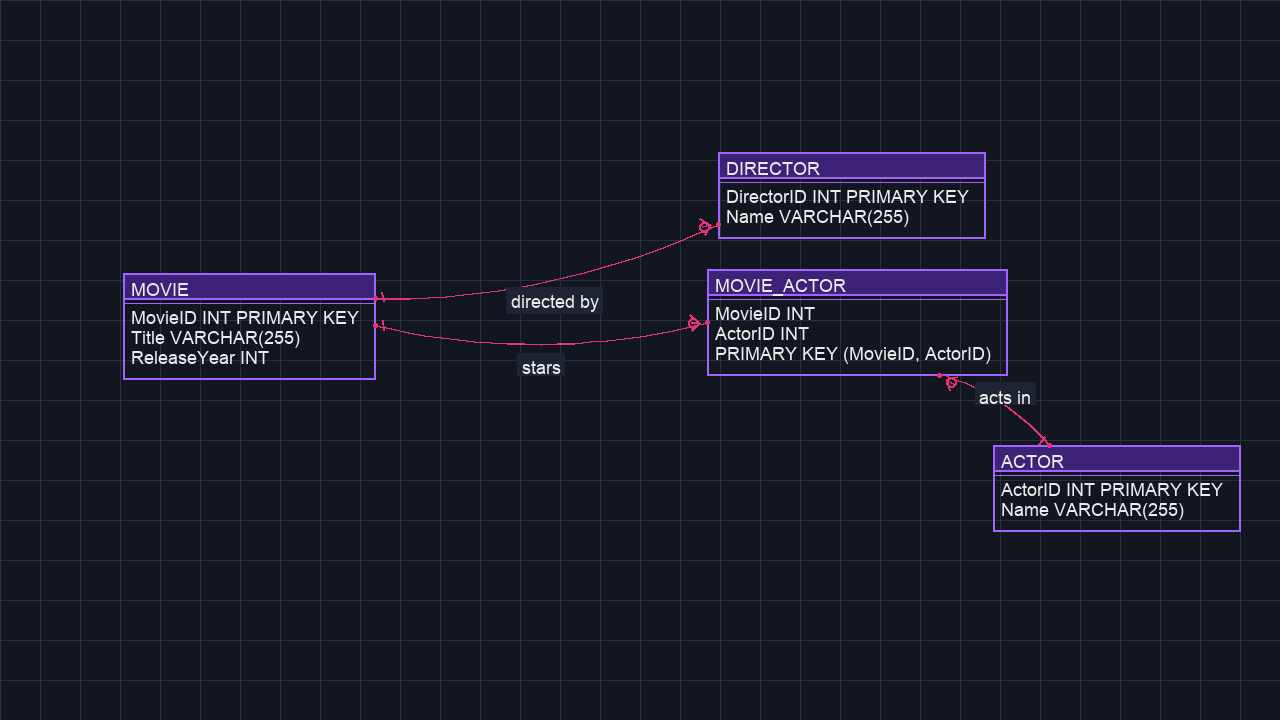 DIRECTOR
DirectorID INT PRIMARY KEY
Name VARCHAR(255)
MOVIE
MovieID INT PRIMARY KEY
Title VARCHAR(255)
ReleaseYear INT
directed by
stars
MOVIE_ACTOR
MovieID INT
ActorID INT
PRIMARY KEY (MovieID, ActorID)
acts in
ACTOR
ActorID INT PRIMARY KEY
Name VARCHAR(255)